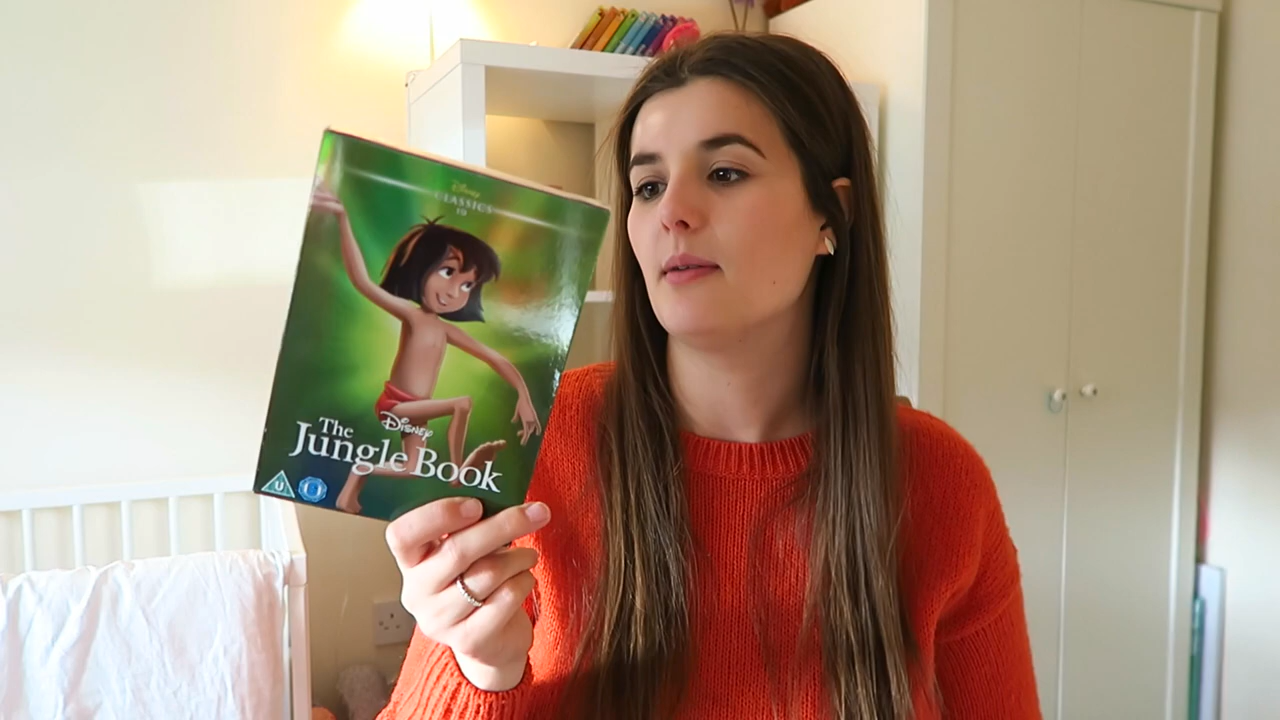 Disney
CLASSICS
19
Disney
The
Jungle Book
U